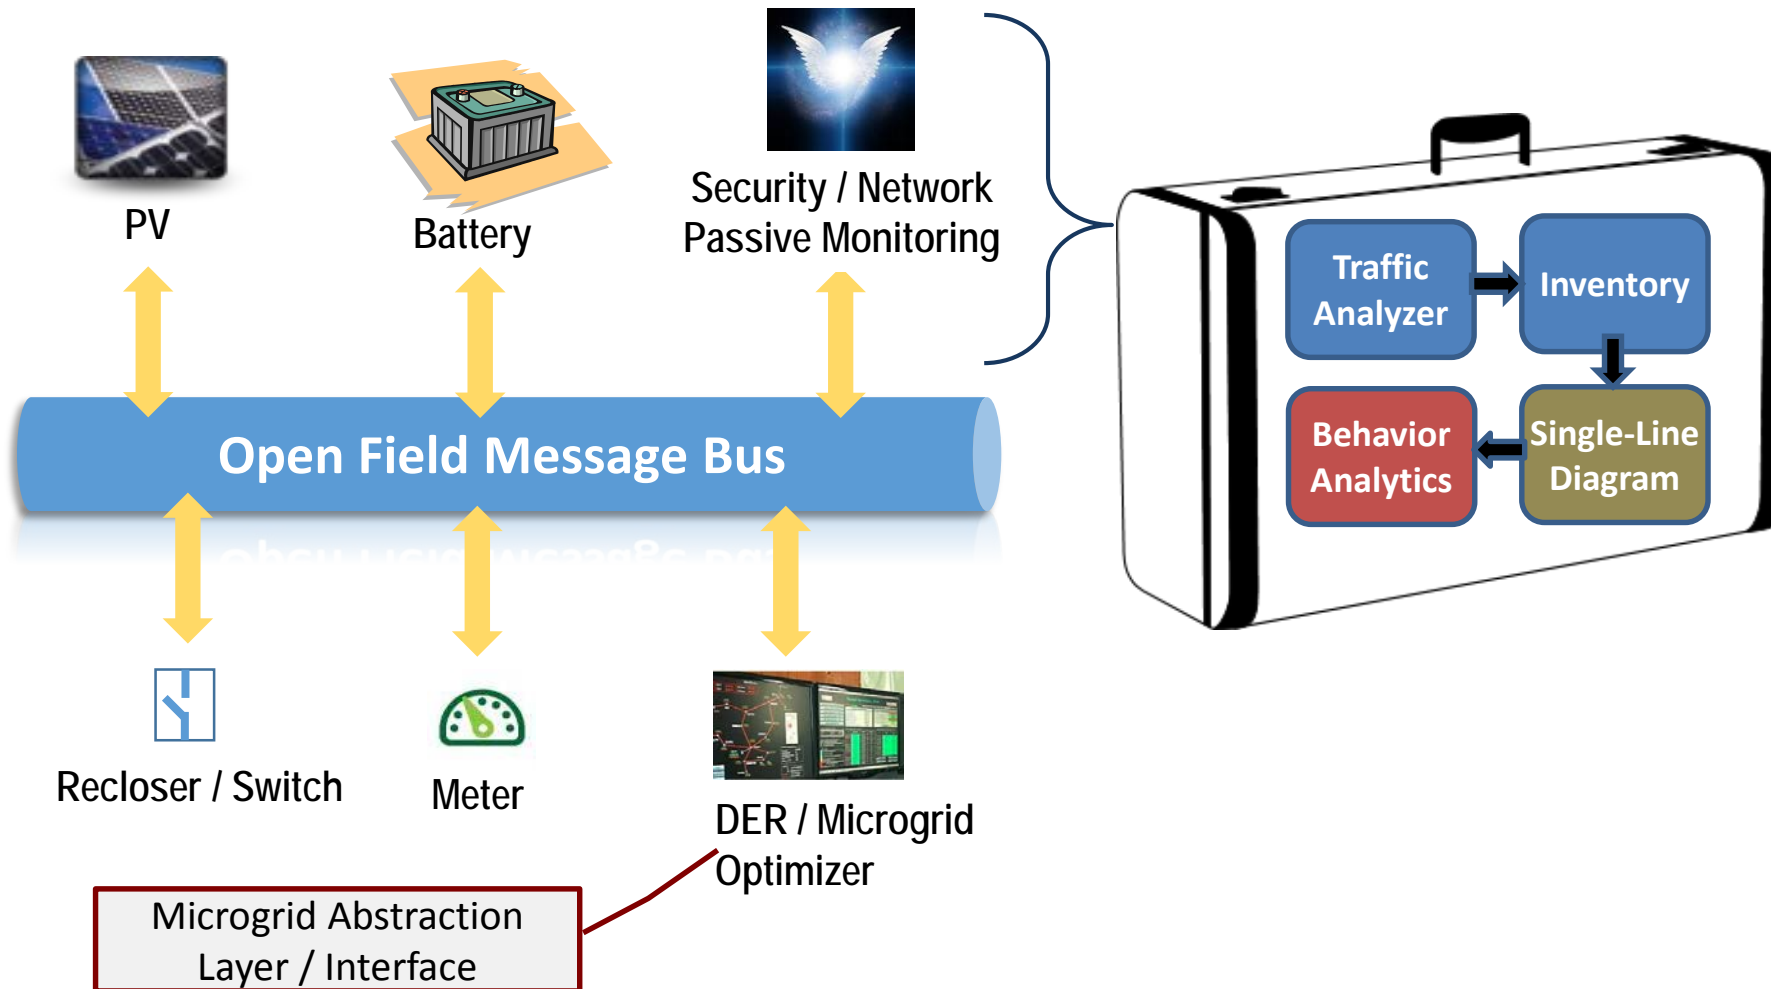 PV
Battery
Security / Network
Passive Monitoring
Open Field Message Bus
Recloser / Switch
Meter
DER / Microgrid
Optimizer
Microgrid Abstraction
Layer / Interface
Traffic
Analyzer
Inventory
Behavior
Analytics
Single-Line
Diagram